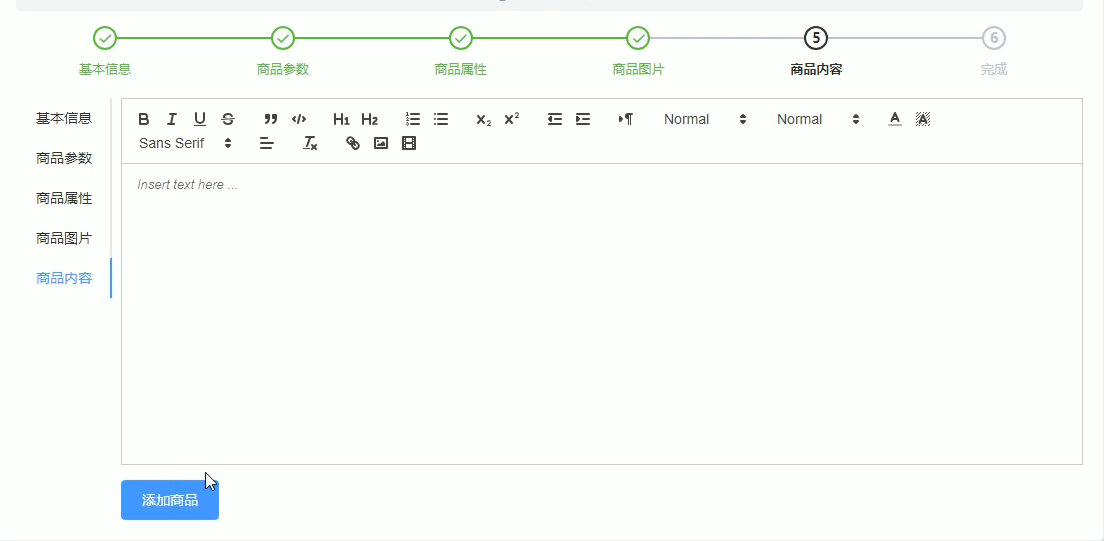 5 6
基本信息 商品参数 商品属性 商品图片 商品内容 完成
基本信息
商品参数
商品属性
商品图片
商品内容
B I U S H1 H2 X2 X2 Normal Normal A A
Sans Serif Tx
Insert text here ...
添加商品